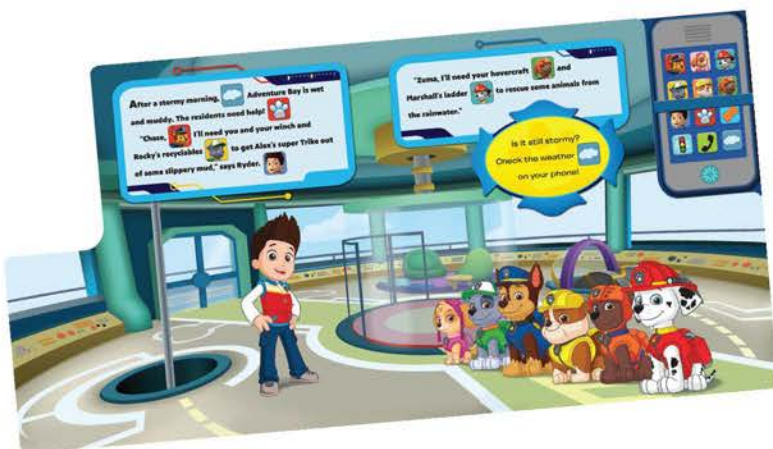 After a stormy morning, Adventure Bay is wet
and muddy. The residents need help!
"Chase, I'll need you and your winch and
Rocky's recyclables to get Alex's super Trike out
of some slippery mud," says Ryder.
"Zuma, I'll need your hovercraft and
Marshall's ladder to rescue some animals from
the rainwater."
Is it still stormy?
Check the weather
on your phone!